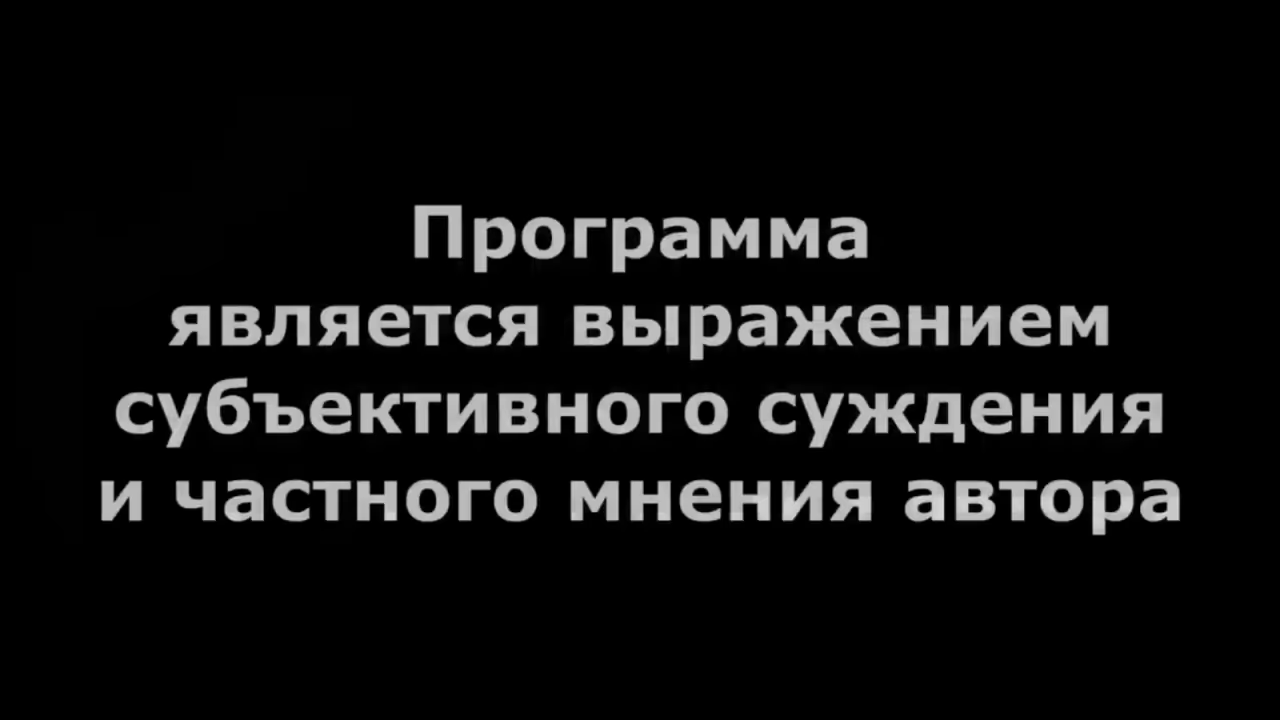 Программа
является выражением
субъективного суждения
и частного мнения автора